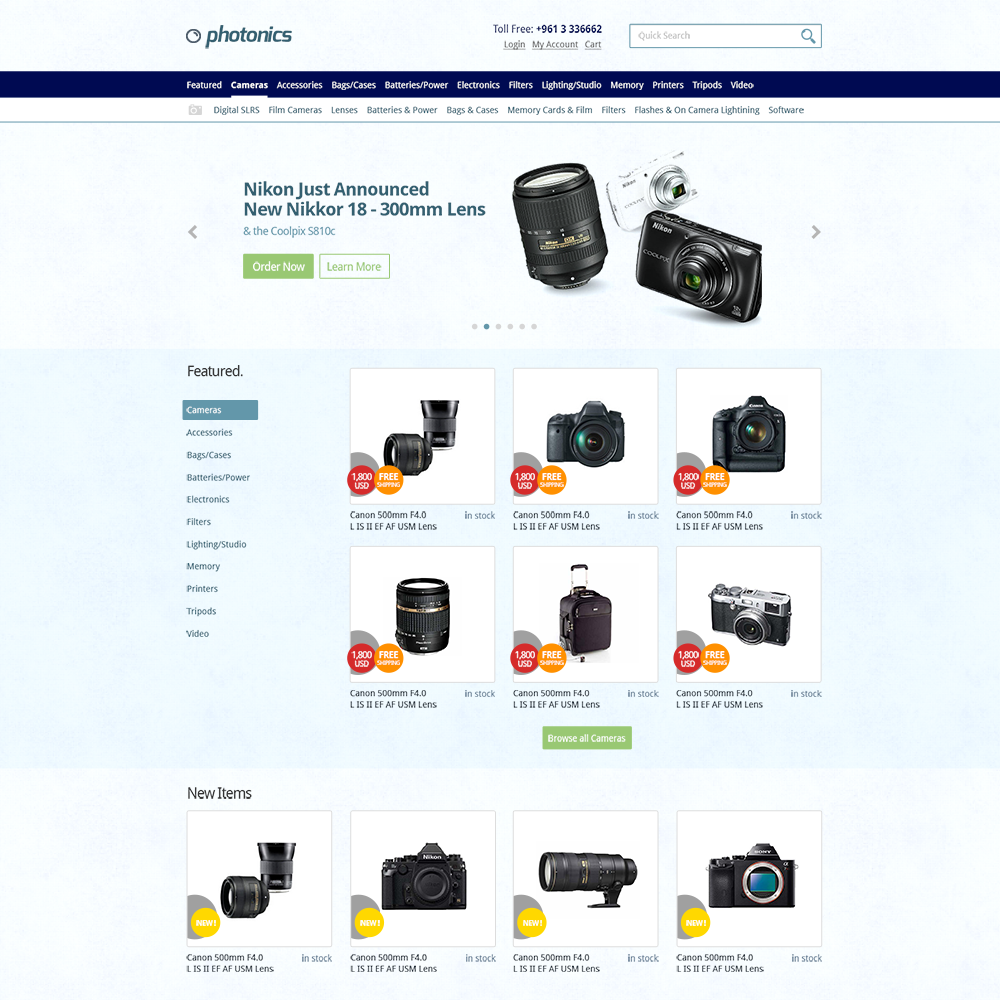 photonics
Toll Free: +961 3 336662
Login My Account Cart
Quick Search
Featured Cameras Accessories Bags/Cases Batteries/Power Electronics Filters Lighting/Studio Memory Printers Tripods Video
Digital SLRS Film Cameras Lenses Batteries & Power Bags & Cases Memory Cards & Film Filters Flashes & On Camera Lightining Software
Nikon Just Announced
New Nikkor 18 - 300mm Lens
& the Coolpix S810c
Order Now Learn More
Nikon
COOLPIX
Nikon
COOLPIX
Featured.
Cameras
Accessories
Bags/Cases
Batteries/Power
Electronics
Filters
Lighting/Studio
Memory
Printers
Tripods
Video
Canon
1,800 USD FREE SHIPPING
1,800 USD FREE SHIPPING
1,800 USD FREE SHIPPING
Canon 500mm F4.0 in stock
L IS II EF AF USM Lens
Canon 500mm F4.0 in stock
L IS II EF AF USM Lens
Canon 500mm F4.0 in stock
L IS II EF AF USM Lens
1,800 USD FREE SHIPPING
1,800 USD FREE SHIPPING
1,800 USD FREE SHIPPING
Canon 500mm F4.0 in stock
L IS II EF AF USM Lens
Canon 500mm F4.0 in stock
L IS II EF AF USM Lens
Canon 500mm F4.0 in stock
L IS II EF AF USM Lens
Browse all Cameras
New Items
Nikon
SONY
NEW!
NEW!
NEW!
NEW!
Canon 500mm F4.0 in stock
L IS II EF AF USM Lens
Canon 500mm F4.0 in stock
L IS II EF AF USM Lens
Canon 500mm F4.0 in stock
L IS II EF AF USM Lens
Canon 500mm F4.0 in stock
L IS II EF AF USM Lens